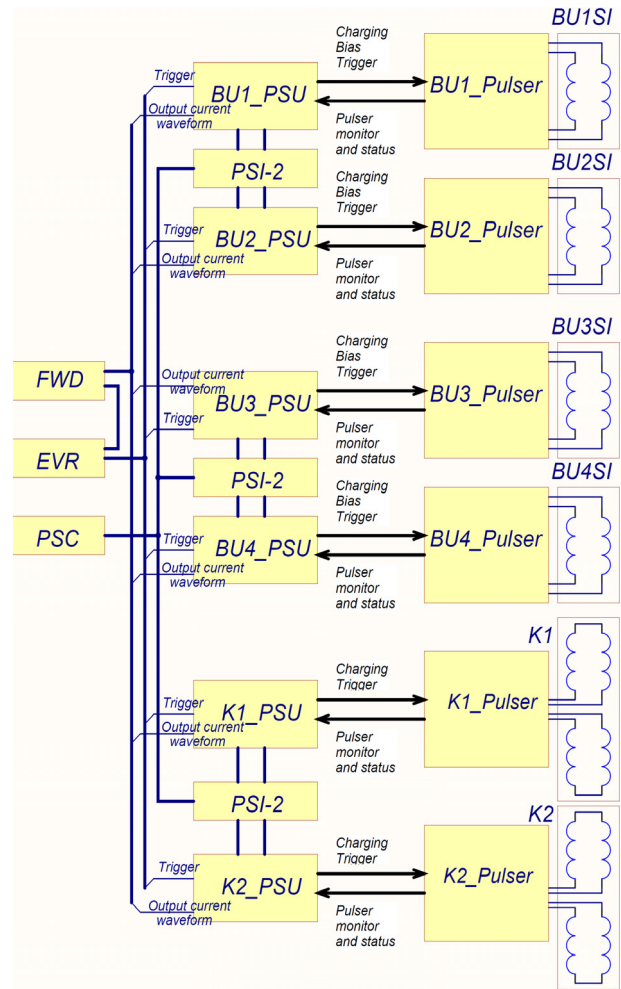 BU1SI
Charging
Bias
Trigger
Trigger
BU1_PSU
BU1_Pulser
Output current
waveform
Pulser
monitor
and status
PSI-2
BU2SI
Charging
Bias
Trigger
Trigger
BU2_PSU
BU2_Pulser
Output current
waveform
Pulser
monitor
and status
BU3SI
Charging
Bias
Trigger
FWD
Output current
waveform
BU3_PSU
BU3_Pulser
Trigger
Pulser
monitor
and status
EVR
PSI-2
BU4SI
Charging
Bias
Trigger
PSC
Trigger
BU4_PSU
BU4_Pulser
Output current
waveform
Pulser
monitor
and status
K1
Charging
Trigger
Trigger
K1_PSU
K1_Pulser
Output current
waveform
Pulser
monitor
and status
PSI-2
K2
Charging
Trigger
Trigger
K2_PSU
K2_Pulser
Output current
waveform
Pulser
monitor
and status